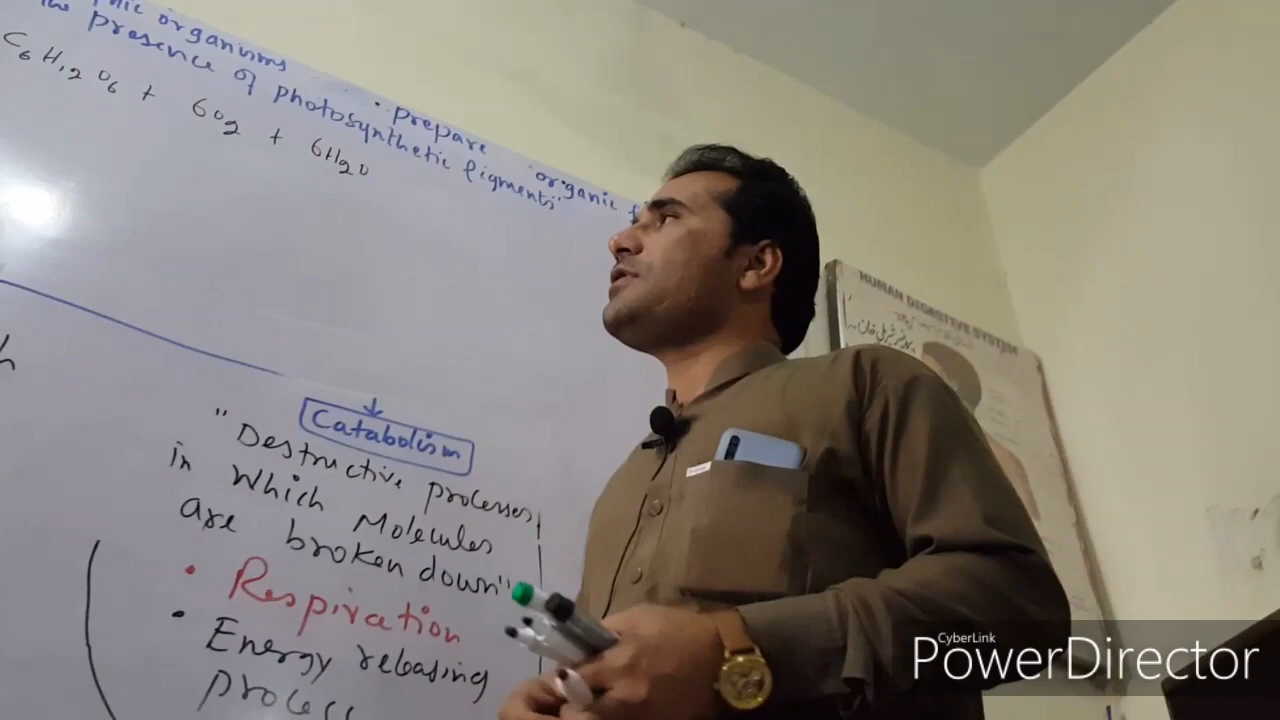 organisms prepare organic
the presence of photosynthetic pigments
C6H12O6 + 6O2 + 6H2O
Catabolism
"Destructive processes
in which Molecules
are broken down"
• Respiration
• Energy releasing
process
HUMAN DIGESTIVE SYSTEM
CyberLink
PowerDirector